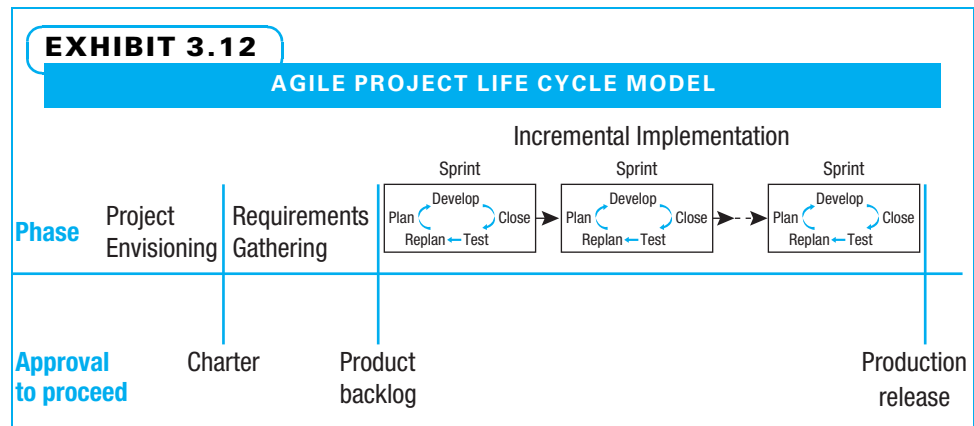 EXHIBIT 3.12
AGILE PROJECT LIFE CYCLE MODEL
Incremental Implementation
Sprint Sprint Sprint
Phase
Project
Envisioning
Requirements
Gathering
Develop
Plan Close
Replan Test
Develop
Plan Close
Replan Test
Develop
Plan Close
Replan Test
Approval
to proceed
Charter
Product
backlog
Production
release